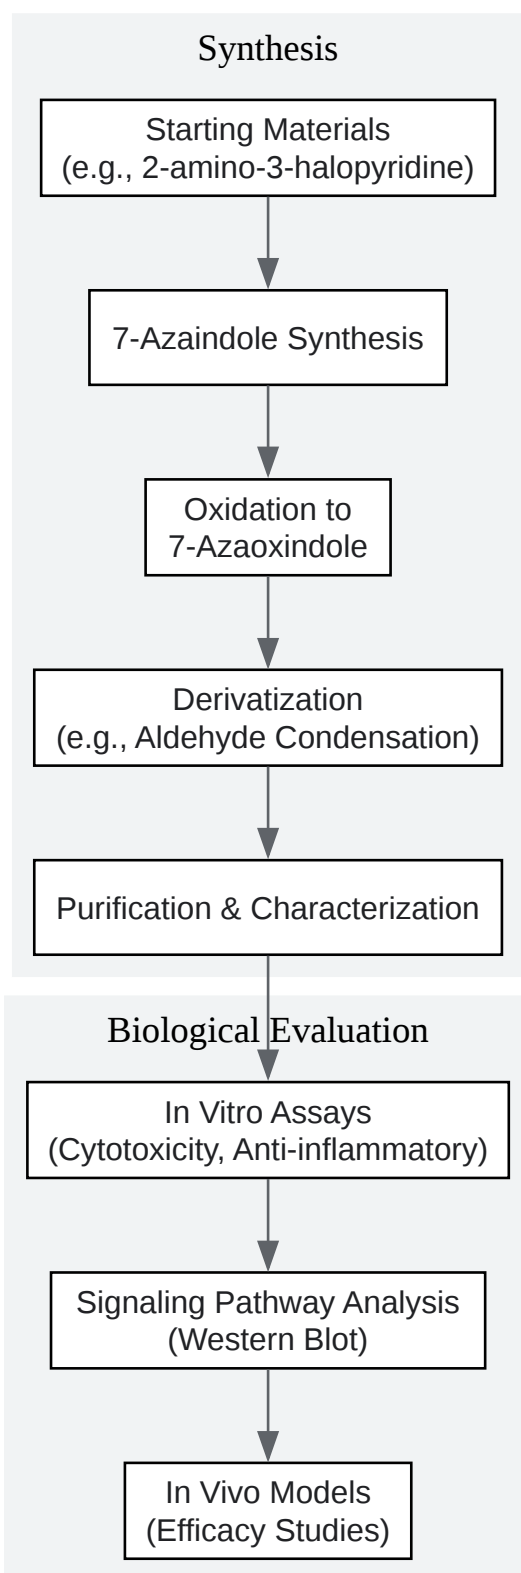 Synthesis
Starting Materials
(e.g., 2-amino-3-halopyridine)
7-Azaindole Synthesis
Oxidation to
7-Azaoxindole
Derivatization
(e.g., Aldehyde Condensation)
Purification & Characterization
Biological Evaluation
In Vitro Assays
(Cytotoxicity, Anti-inflammatory)
Signaling Pathway Analysis
(Western Blot)
In Vivo Models
(Efficacy Studies)